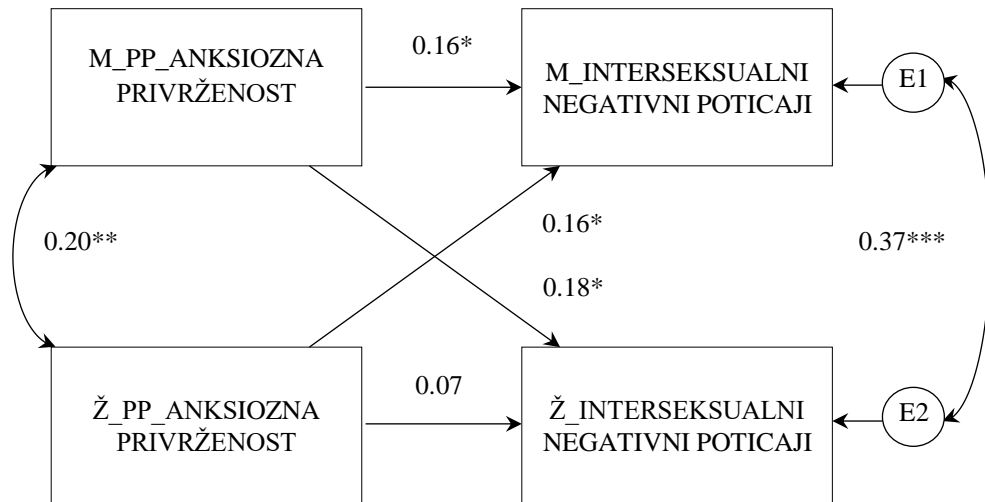 M_PP_ANKSIOZNA
PRIVRŽENOST
0.16*
M_INTERSEKSUALNI
NEGATIVNI POTICAJI
E1
0.20**
0.16*
0.37***
0.18*
Ž_PP_ANKSIOZNA
PRIVRŽENOST
0.07
Ž_INTERSEKSUALNI
NEGATIVNI POTICAJI
E2